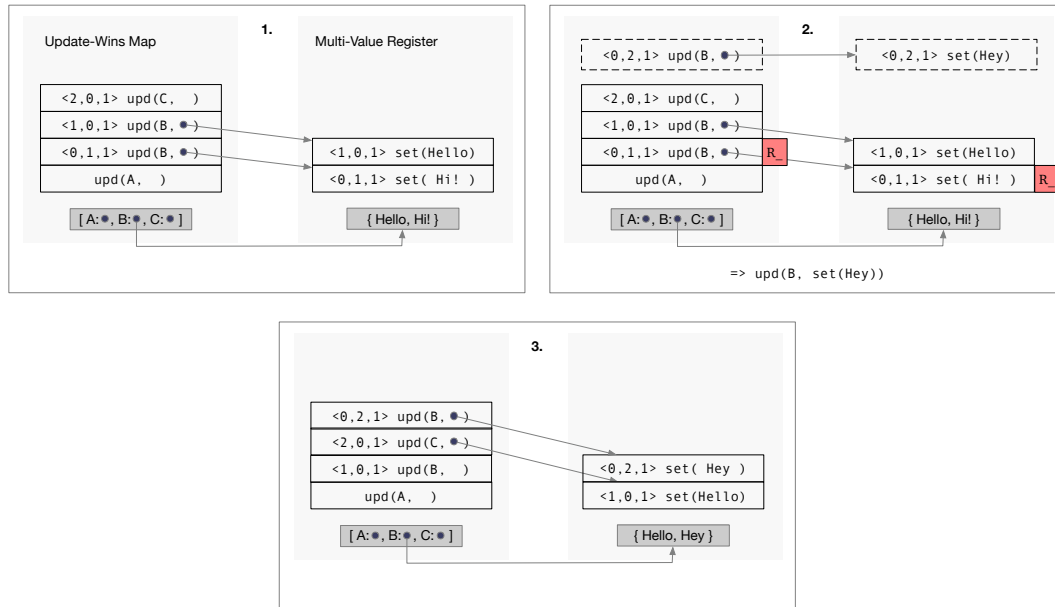 1.
Update-Wins Map
Multi-Value Register
<2,0,1> upd(C, )
<1,0,1> upd(B, )
<0,1,1> upd(B, )
upd(A, )
[ A: , B: , C: ]
<1,0,1> set(Hello)
<0,1,1> set( Hi! )
{ Hello, Hi! }
2.
<0,2,1> upd(B, )
<0,2,1> set(Hey)
<2,0,1> upd(C, )
<1,0,1> upd(B, )
<0,1,1> upd(B, )
R_
upd(A, )
[ A: , B: , C: ]
<1,0,1> set(Hello)
<0,1,1> set( Hi! )
R_
{ Hello, Hi! }
=> upd(B, set(Hey))
3.
<0,2,1> upd(B, )
<2,0,1> upd(C, )
<1,0,1> upd(B, )
upd(A, )
[ A: , B: , C: ]
<0,2,1> set( Hey )
<1,0,1> set(Hello)
{ Hello, Hey }